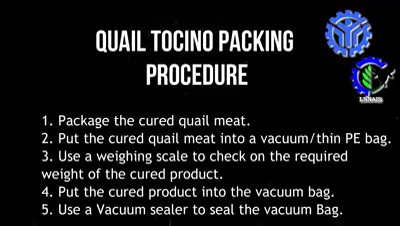 QUAIL TOCINO PACKING
PROCEDURE
LNNAIS
1. Package the cured quail meat.
2. Put the cured quail meat into a vacuum/thin PE bag.
3. Use a weighing scale to check on the required
weight of the cured product.
4. Put the cured product into the vacuum bag.
5. Use a Vacuum sealer to seal the vacuum Bag.